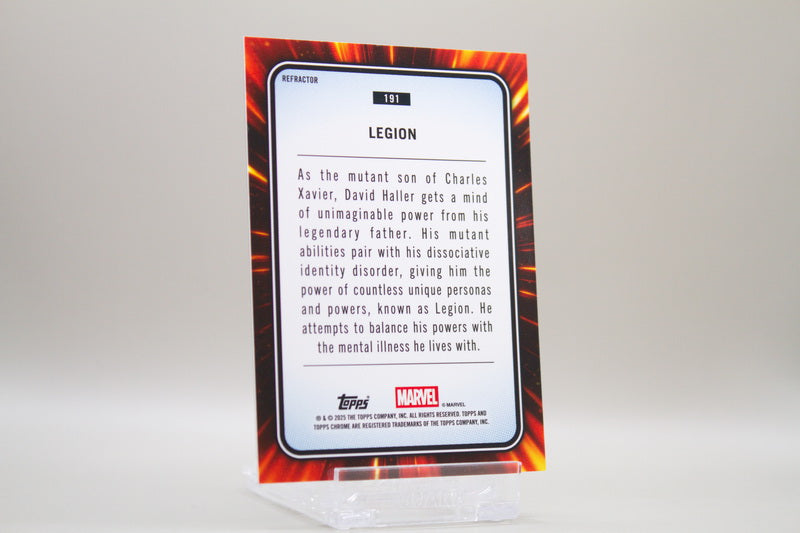 REFRACTOR
191
LEGION
As the mutant son of Charles
Xavier, David Haller gets a mind
of unimaginable power from his
legendary father. His mutant
abilities pair with his dissociative
identity disorder, giving him the
power of countless unique personas
and powers, known as Legion. He
attempts to balance his powers with
the mental illness he lives with.
Topps MARVEL © MARVEL
® & © 2025 THE TOPPS COMPANY, INC. ALL RIGHTS RESERVED. TOPPS AND
TOPPS CHROME ARE REGISTERED TRADEMARKS OF THE TOPPS COMPANY, INC.